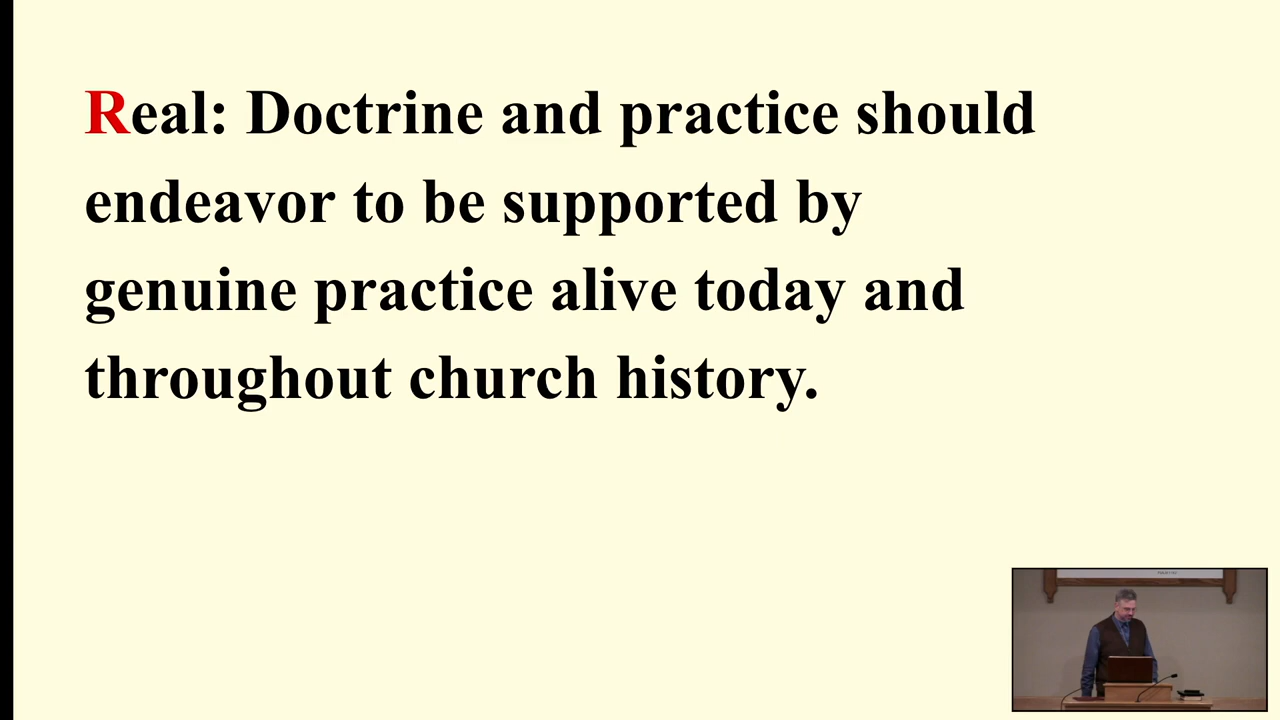 Real: Doctrine and practice should
endeavor to be supported by
genuine practice alive today and
throughout church history.